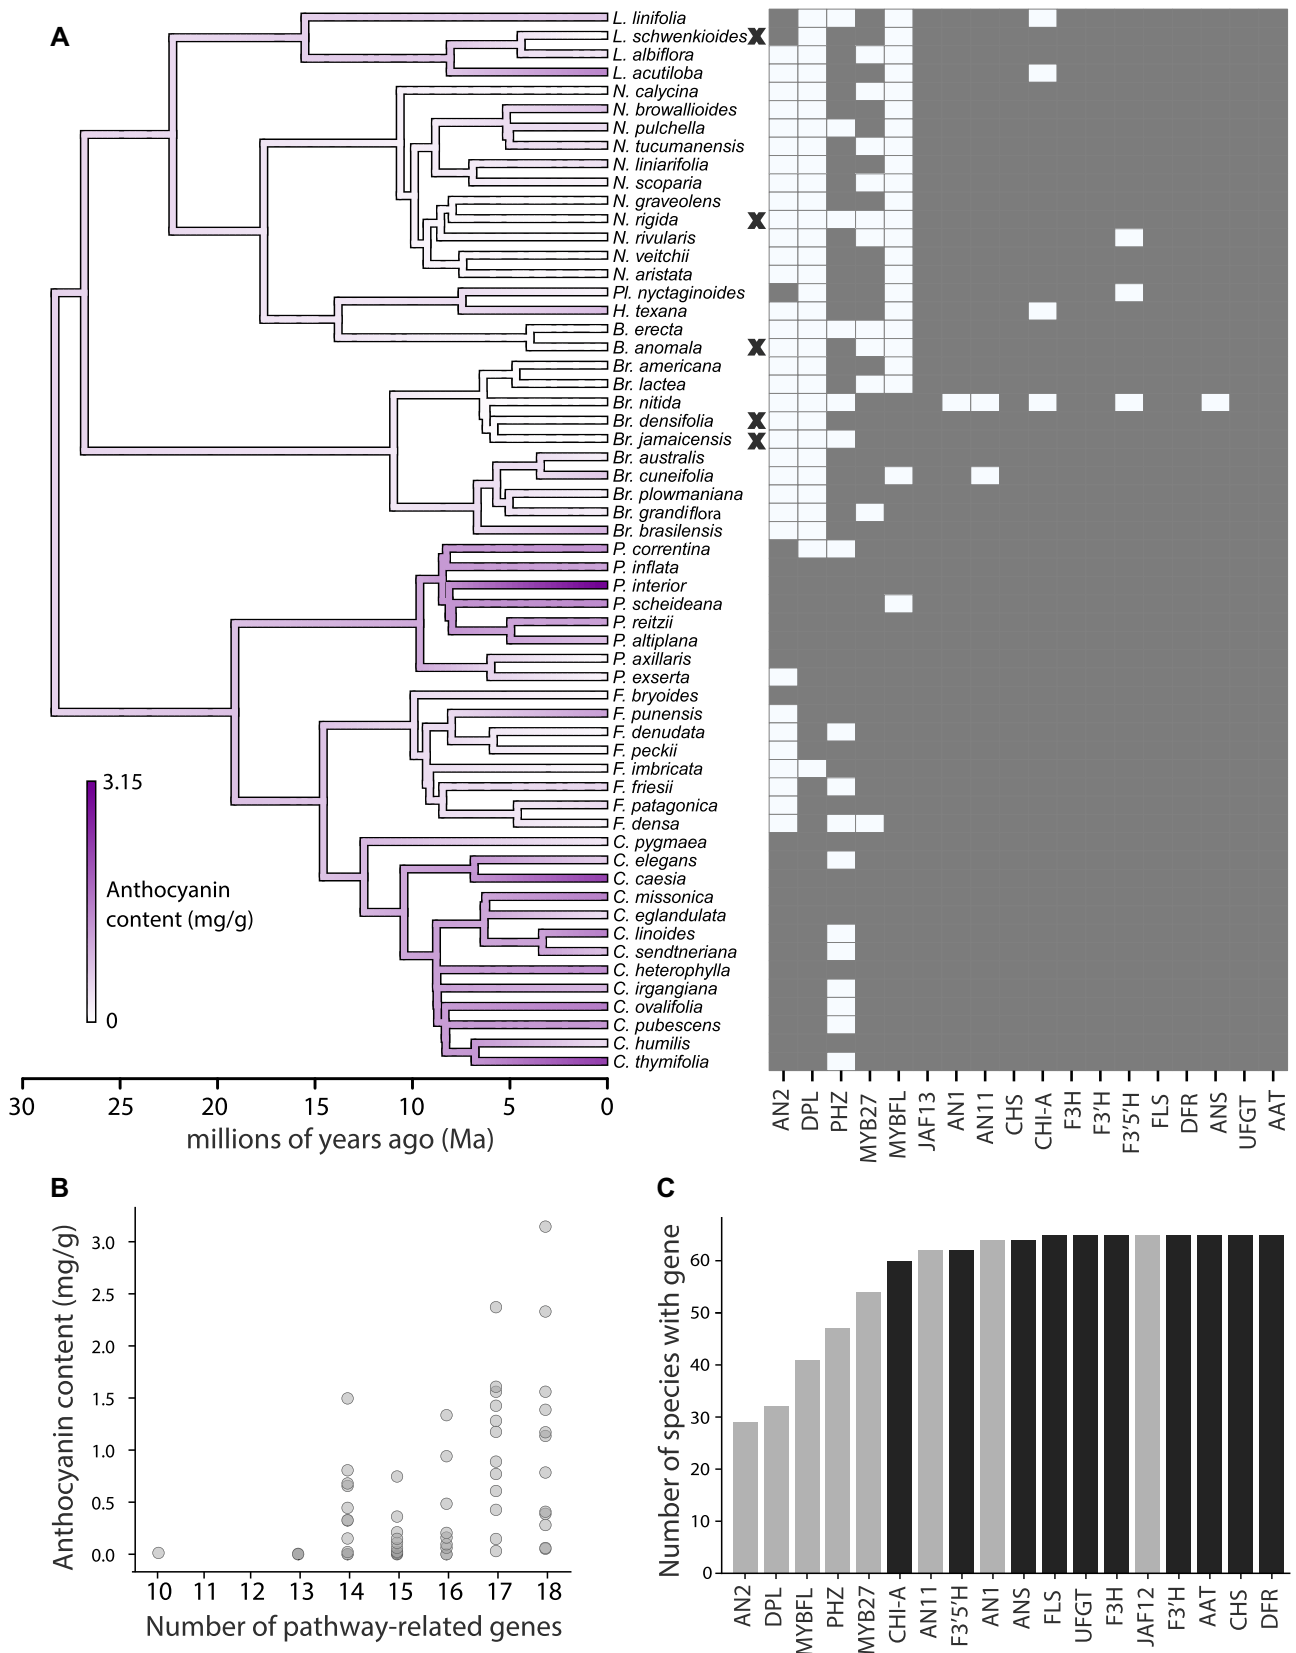 A
L. linifolia
L. schwenkioides
L. albiflora
L. acutiloba
N. calycina
N. browallioides
N. pulchella
N. tucumanensis
N. liniarifolia
N. scoparia
N. graveolens
N. rigida
N. rivularis
N. veitchii
N. aristata
Pl. nyctaginoides
H. texana
B. erecta
B. anomala
Br. americana
Br. lactea
Br. nitida
Br. densifolia
Br. jamaicensis
Br. australis
Br. cuneifolia
Br. plowmaniana
Br. grandiflora
Br. brasilensis
P. correntina
P. inflata
P. interior
P. scheideana
P. reitzii
P. altiplana
P. axillaris
P. exserta
F. bryoides
F. punensis
F. denudata
F. peckii
F. imbricata
F. friesii
F. patagonica
F. densa
C. pygmaea
C. elegans
C. caesia
C. missonica
C. eglandulata
C. linoides
C. sendtneriana
C. heterophylla
C. irgangiana
C. ovalifolia
C. pubescens
C. humilis
C. thymifolia
X
X
X
X
X
3.15
Anthocyanin
content (mg/g)
0
30 20 15 10 5 0
millions of years ago (Ma)
AN2 DPL PHZ MYB27 MYBFL JAF13 AN1 AN11 CHS CHI-A F3H F3'H F3'5'H FLS DFR ANS UFGT AAT
B
Anthocyanin content (mg/g)
3.0
2.5
2.0
1.5
1.0
0.5
0.0
10 11 12 13 14 15 16 17 18
Number of pathway-related genes
C
Number of species with gene
60
50
40
30
20
10
0
AN2 DPL MYBFL PHZ MYB27 CHI-A AN11 F3'5'H AN1 ANS FLS UFGT F3H JAF12 F3'H AAT CHS DFR